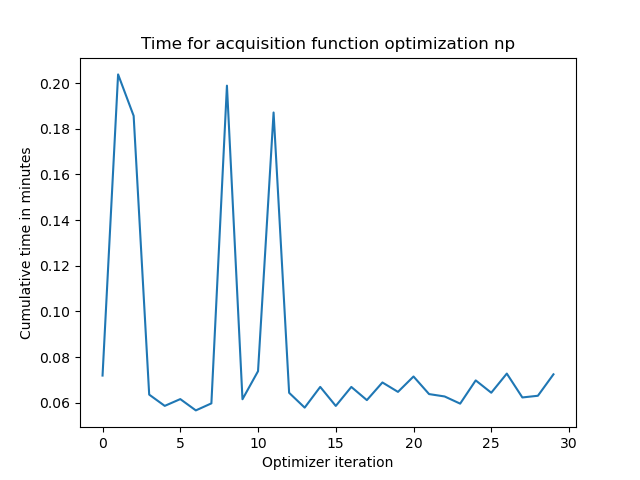 Time for acquisition function optimization np
0.20
0.18
0.16
0.14
0.12
0.10
0.08
0.06
Cumulative time in minutes
0 5 10 15 20 25 30
Optimizer iteration